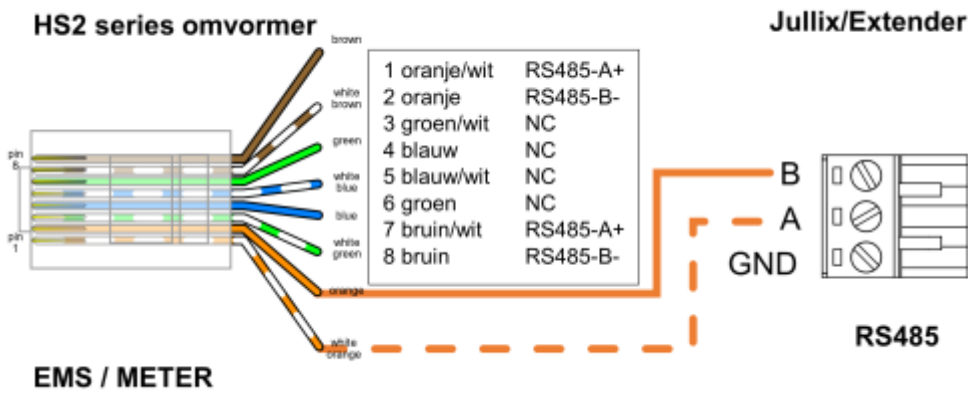 HS2 series omvormer
Jullix/Extender
brown
white
brown
green
white
blue
blue
white
green
orange
white
orange
pin
8
pin
1
1 oranje/wit RS485-A+
2 oranje RS485-B-
3 groen/wit NC
4 blauw NC
5 blauw/wit NC
6 groen NC
7 bruin/wit RS485-A+
8 bruin RS485-B-
B
A
GND
RS485
EMS / METER